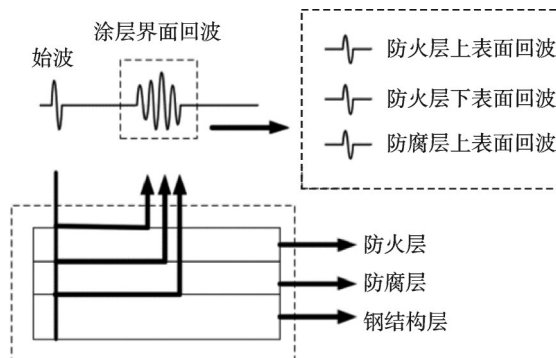 涂层界面回波
始波
防火层上表面回波
防火层下表面回波
防腐层上表面回波
防火层
防腐层
钢结构层